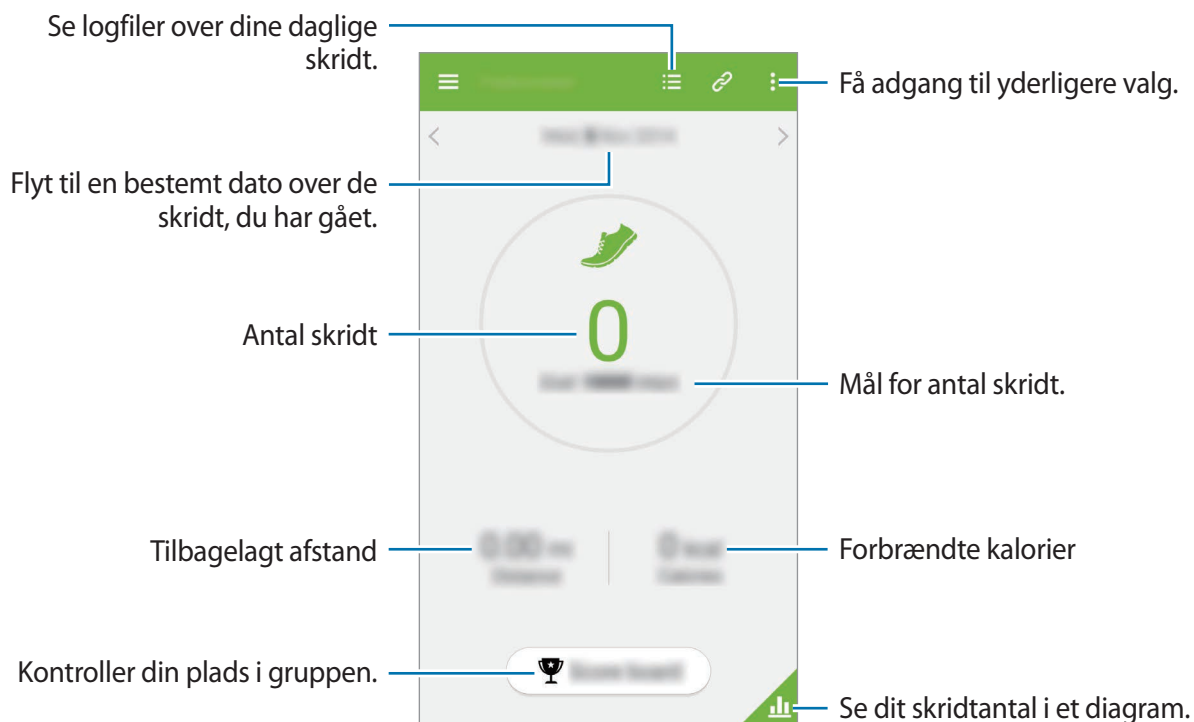 Se logfiler over dine daglige
skridt.
Få adgang til yderligere valg.
Flyt til en bestemt dato over de
skridt, du har gået.
Antal skridt
0
Mål for antal skridt.
Tilbagelagt afstand
Forbrændte kalorier
Kontroller din plads i gruppen.
Se dit skridtantal i et diagram.